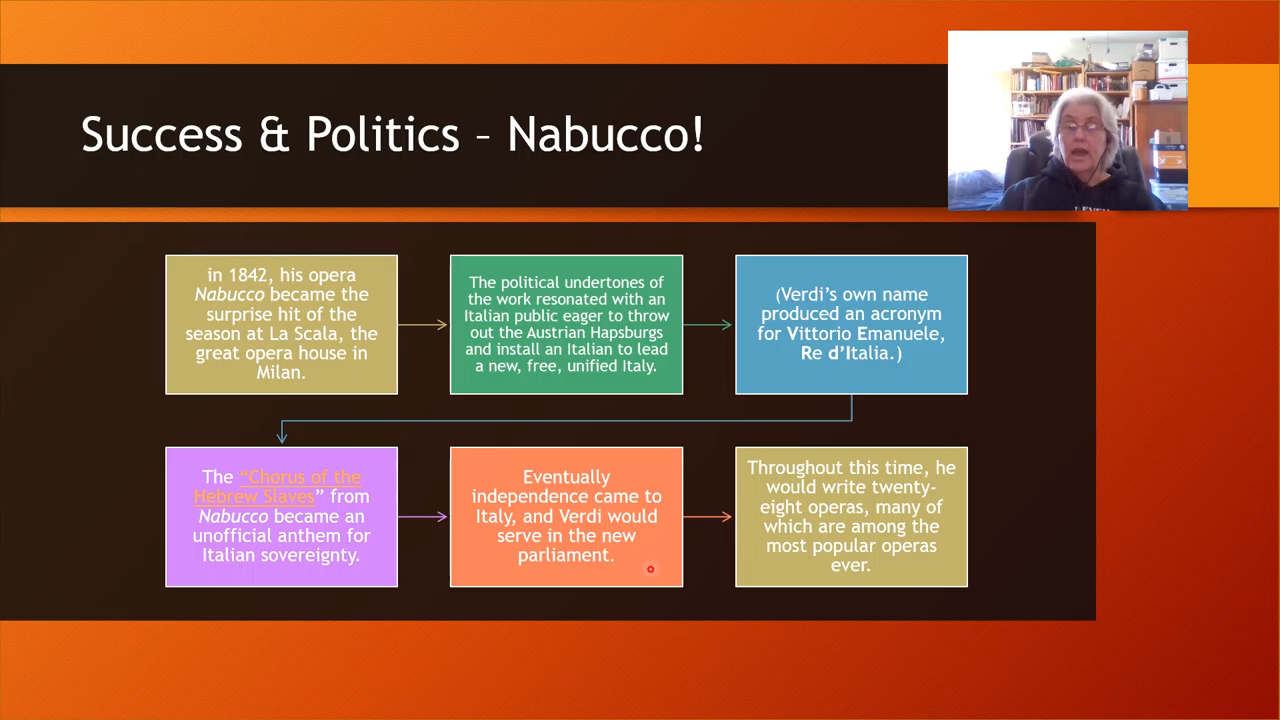 Success & Politics – Nabucco!
in 1842, his opera
Nabucco became the
surprise hit of the
season at La Scala, the
great opera house in
Milan.
The political undertones of
the work resonated with an
Italian public eager to throw
out the Austrian Hapsburgs
and install an Italian to lead
a new, free, unified Italy.
(Verdi’s own name
produced an acronym
for Vittorio Emanuele,
Re d’Italia.)
The “Chorus of the
Hebrew Slaves” from
Nabucco became an
unofficial anthem for
Italian sovereignty.
Eventually
independence came to
Italy, and Verdi would
serve in the new
parliament.
Throughout this time, he
would write twenty-
eight operas, many of
which are among the
most popular operas
ever.